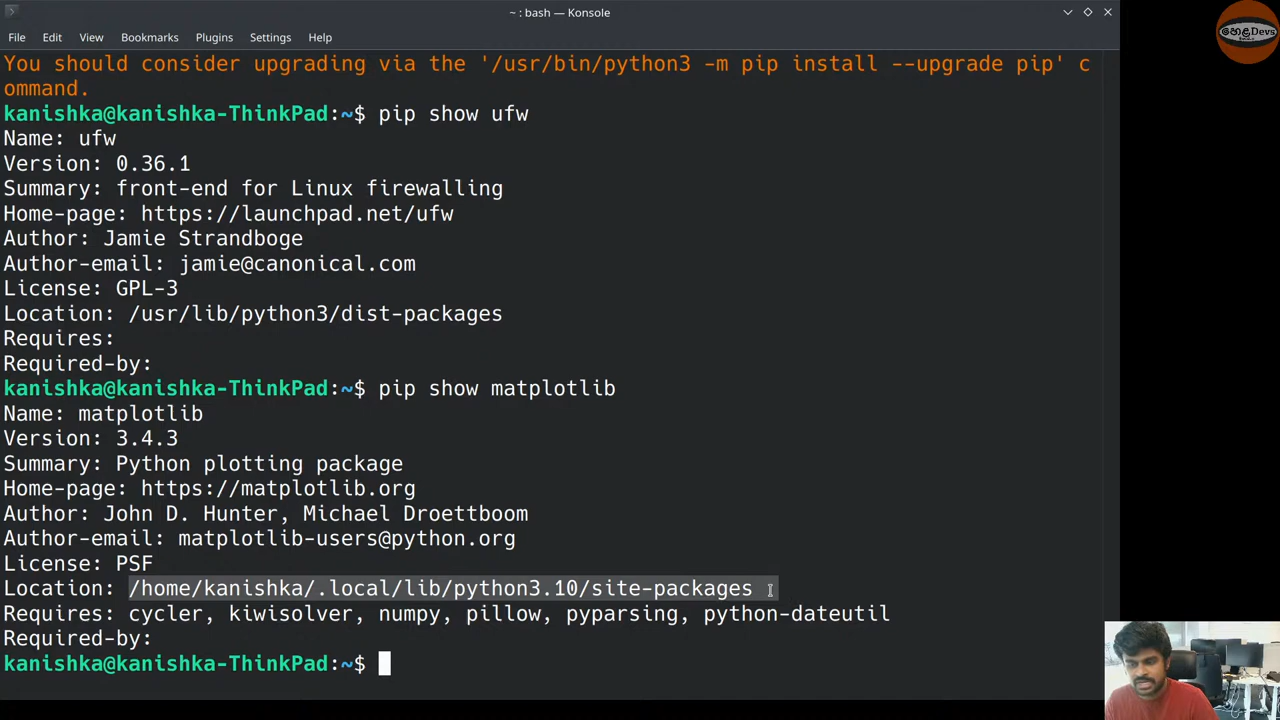 ~ : bash — Konsole
File Edit View Bookmarks Plugins Settings Help
You should consider upgrading via the '/usr/bin/python3 -m pip install --upgrade pip' c
ommand.
kanishka@kanishka-ThinkPad:~$ pip show ufw
Name: ufw
Version: 0.36.1
Summary: front-end for Linux firewalling
Home-page: https://launchpad.net/ufw
Author: Jamie Strandboge
Author-email: jamie@canonical.com
License: GPL-3
Location: /usr/lib/python3/dist-packages
Requires:
Required-by:
kanishka@kanishka-ThinkPad:~$ pip show matplotlib
Name: matplotlib
Version: 3.4.3
Summary: Python plotting package
Home-page: https://matplotlib.org
Author: John D. Hunter, Michael Droettboom
Author-email: matplotlib-users@python.org
License: PSF
Location: /home/kanishka/.local/lib/python3.10/site-packages
Requires: cycler, kiwisolver, numpy, pillow, pyparsing, python-dateutil
Required-by:
kanishka@kanishka-ThinkPad:~$
හෙළDevs